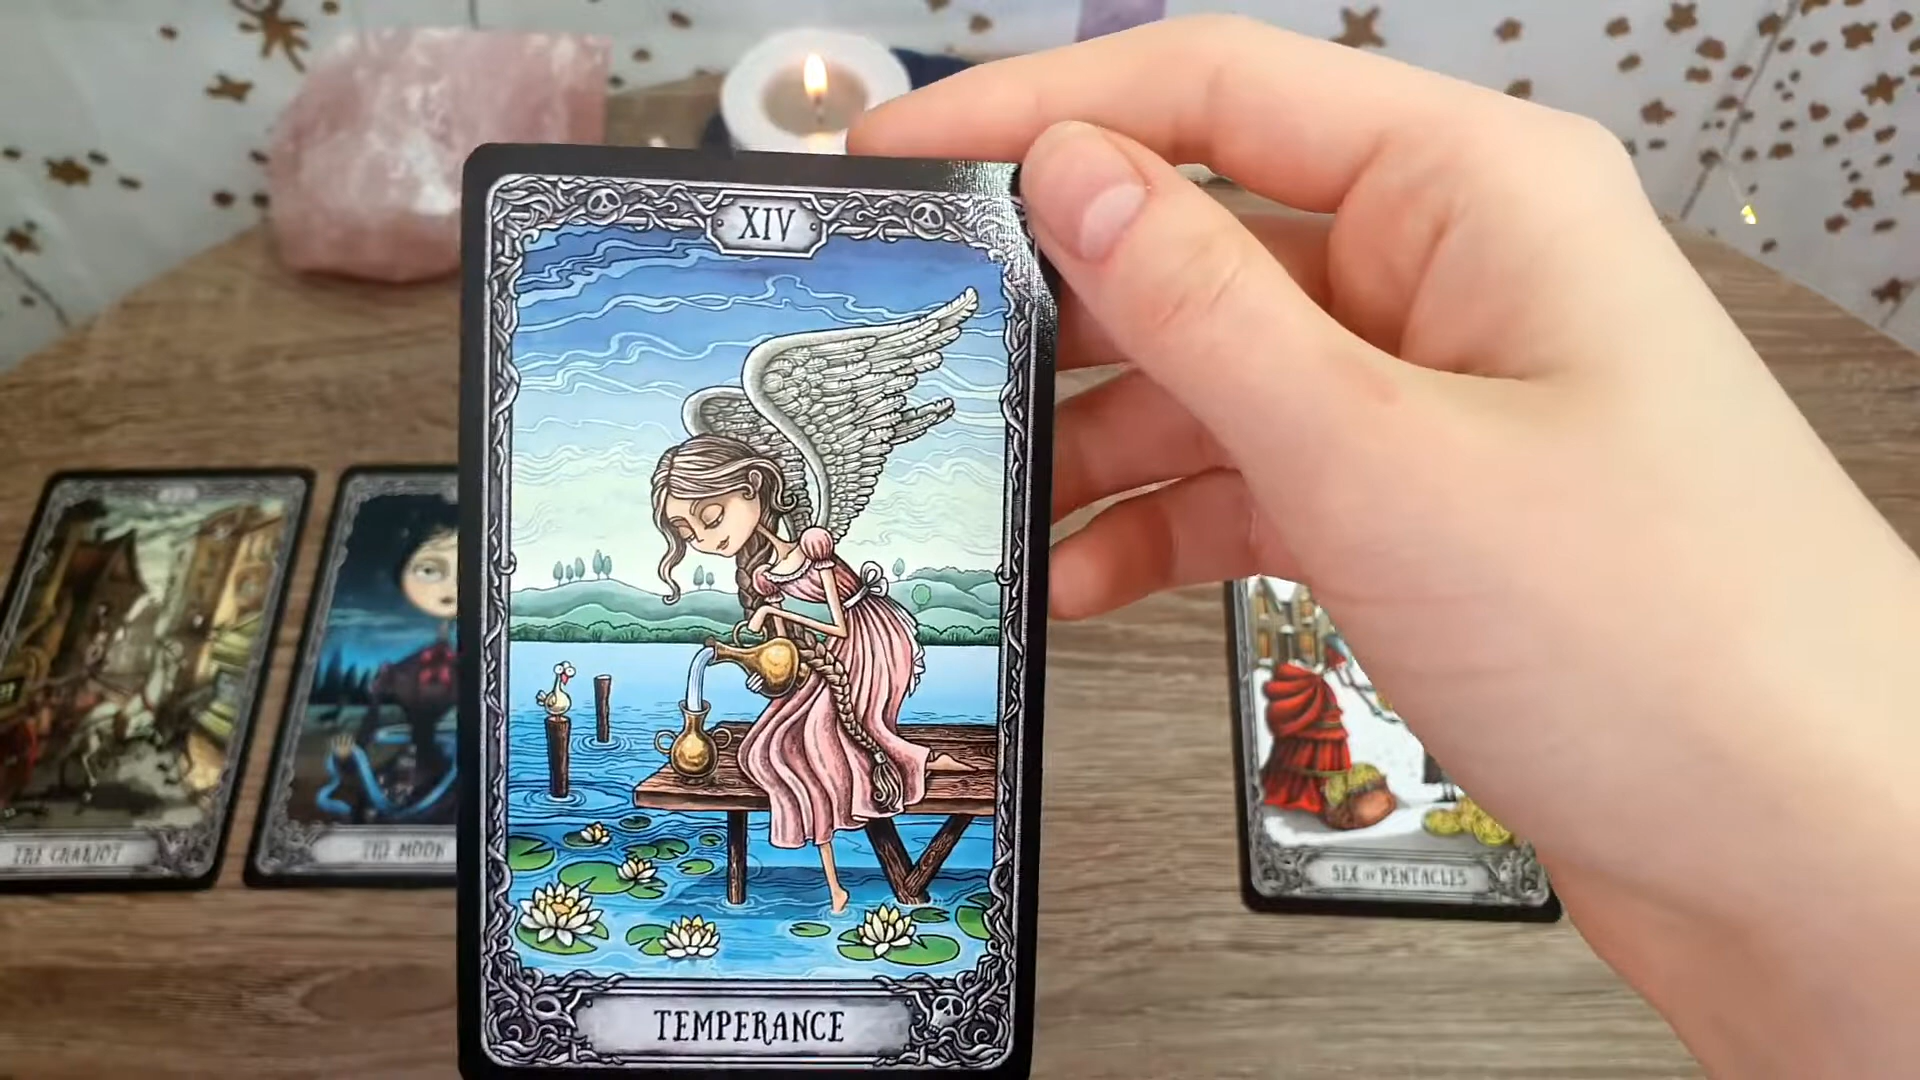 XIV
TEMPERANCE
THE CHARIOT
THE MOON
SIX OF PENTACLES